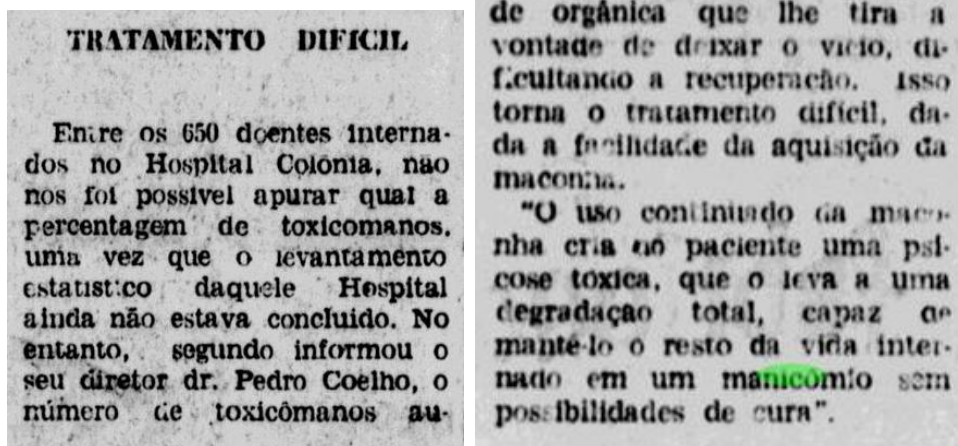 TRATAMENTO DIFICIL
Entre os 650 doentes interna-
dos no Hospital Colonia, nao
nos foi possivel apurar qual a
percentagem de toxicomanos,
uma vez que o levantamento
estatistico daquele Hospital
ainda não estava concluido. No
entanto, segundo informou o
seu diretor dr. Pedro Coelho, o
número de toxicômanos au-
de orgânica que lhe tira a
vontade de deixar o vicio, di-
ficultando a recuperação. Isso
torna o tratamento difícil, da-
da a facilidade da aquisição da
maconha.
"O uso continuado da maco-
nha cria no paciente uma psi-
cose toxica, que o leva a uma
degradação total, capaz de
mantê-lo o resto da vida inter-
nado em um manicômio sem
possibilidades de cura".